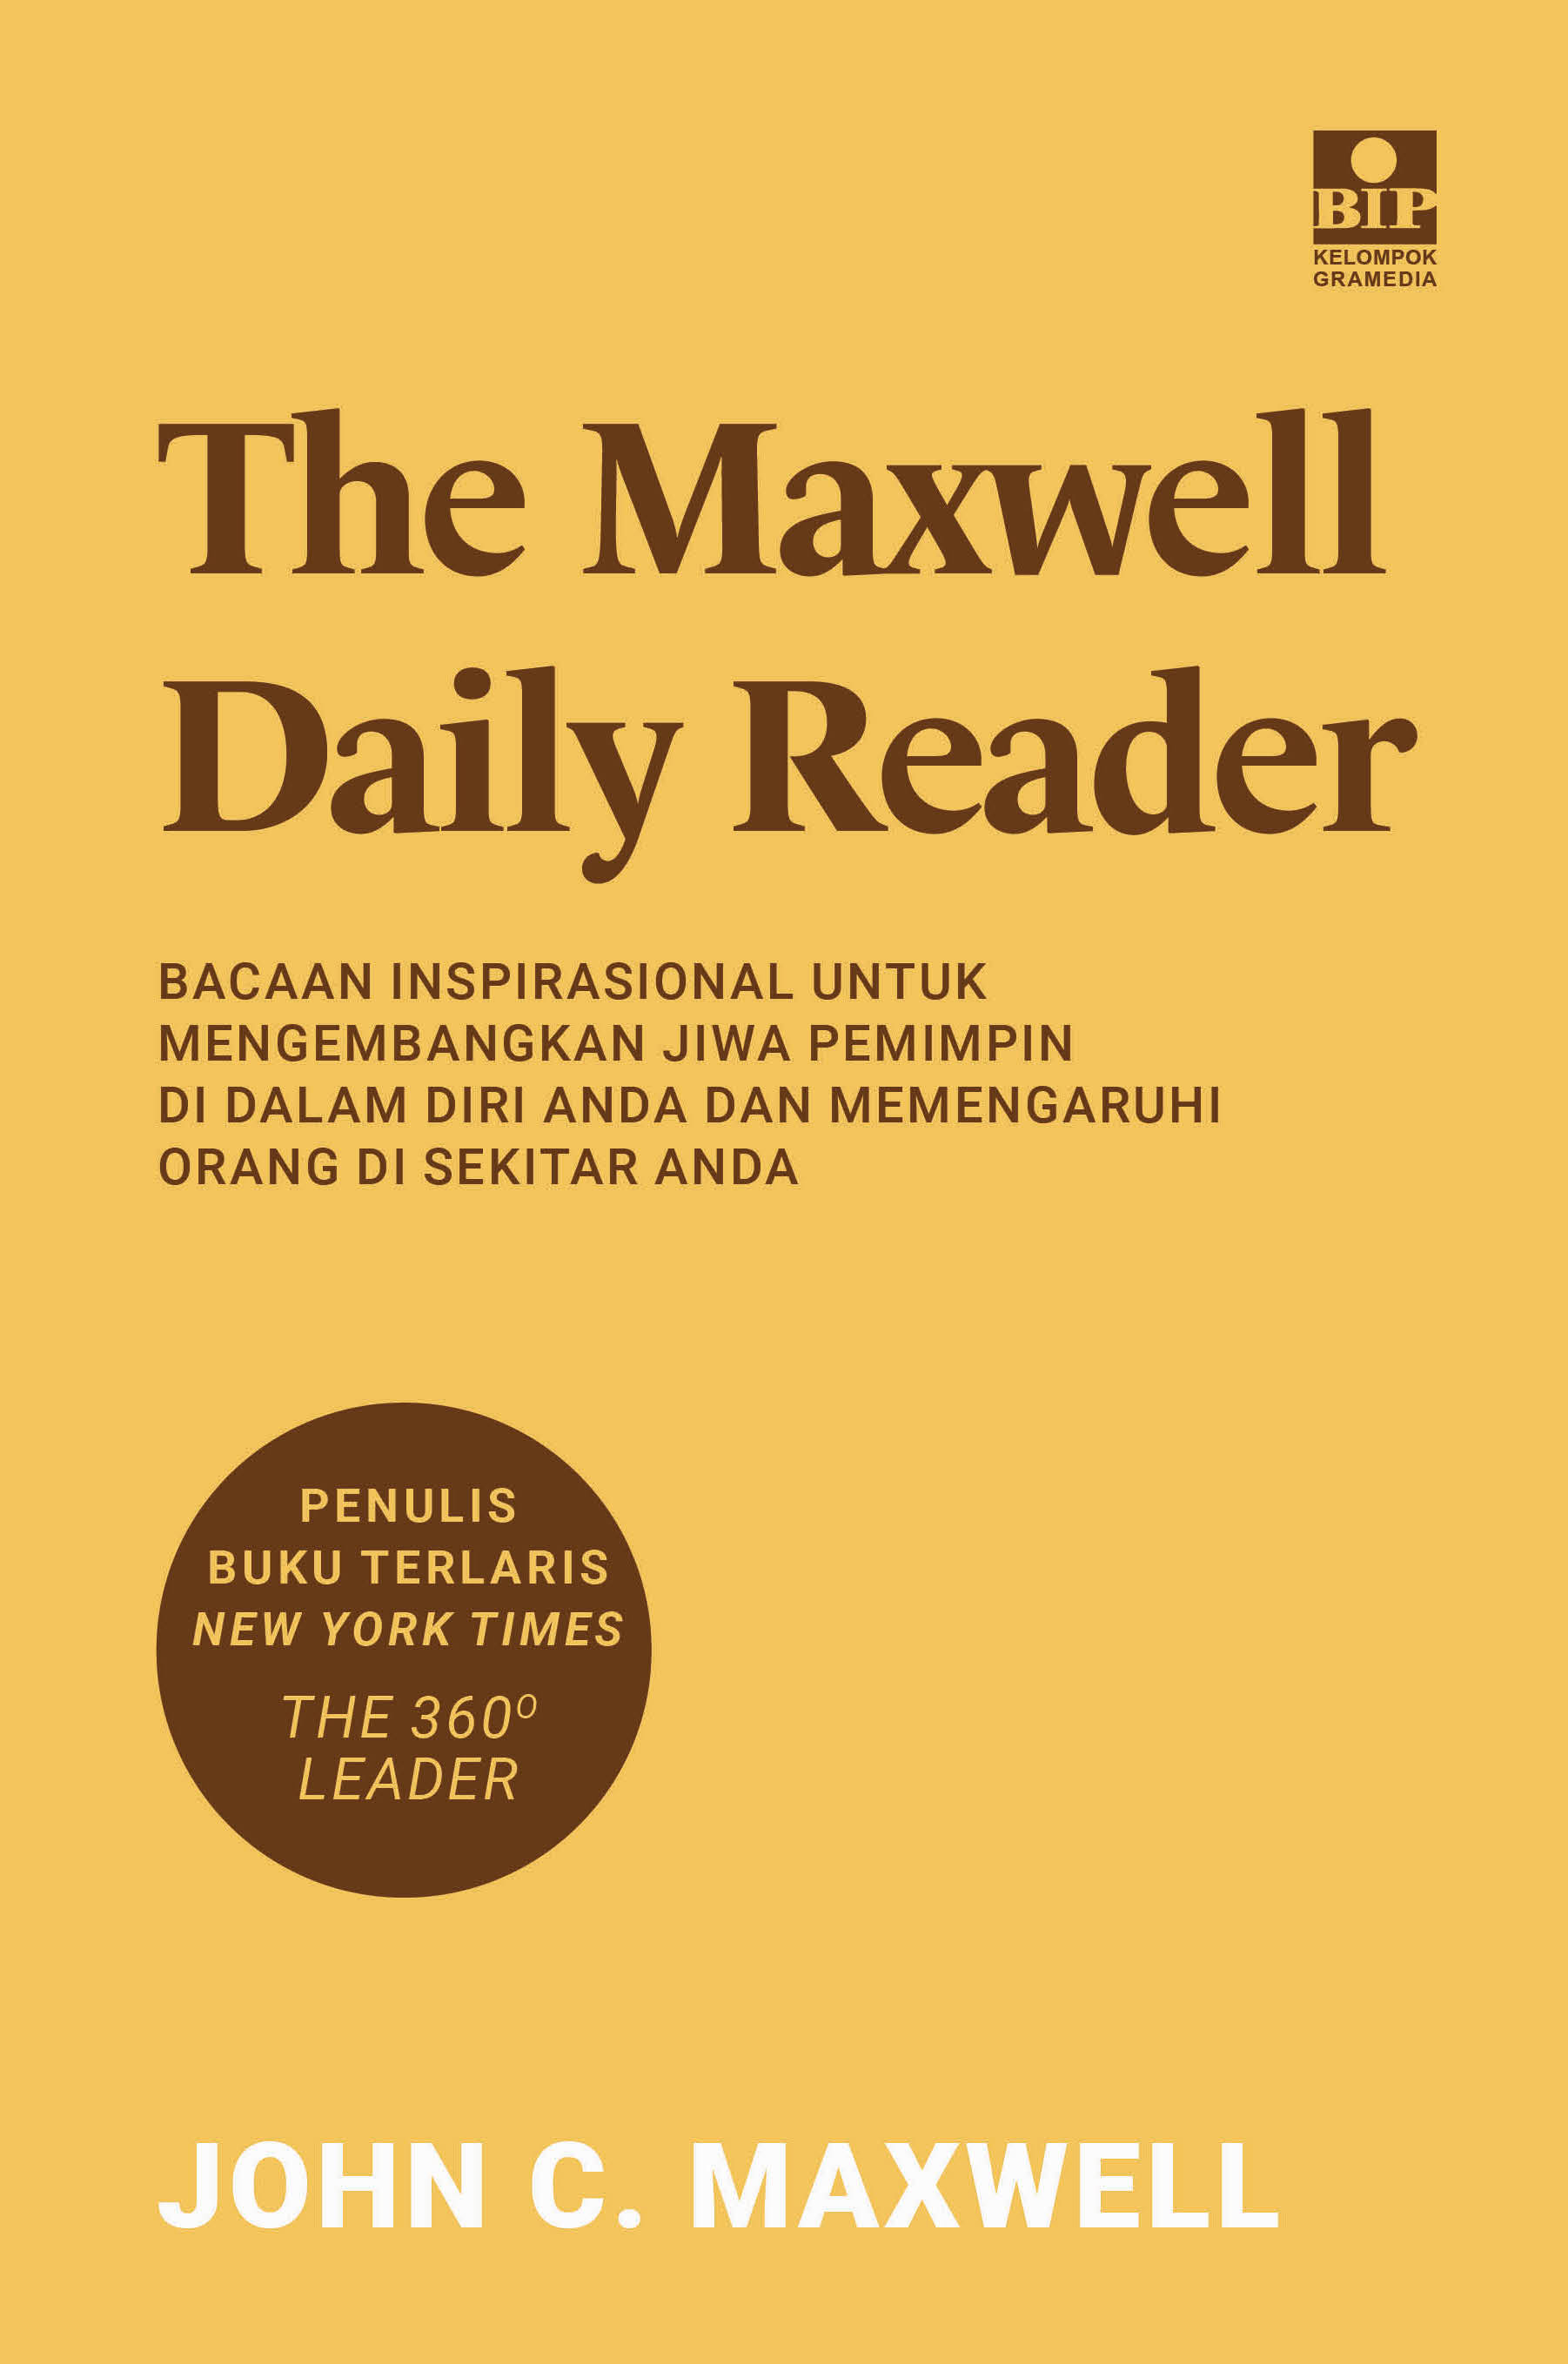 BIP
KELOMPOK
GRAMEDIA
The Maxwell
Daily Reader
BACAAN INSPIRASIONAL UNTUK
MENGEMBANGKAN JIWA PEMIMPIN
DI DALAM DIRI ANDA DAN MEMENGARUHI
ORANG DI SEKITAR ANDA
PENULIS
BUKU TERLARIS
NEW YORK TIMES
THE 360º
LEADER
JOHN C. MAXWELL